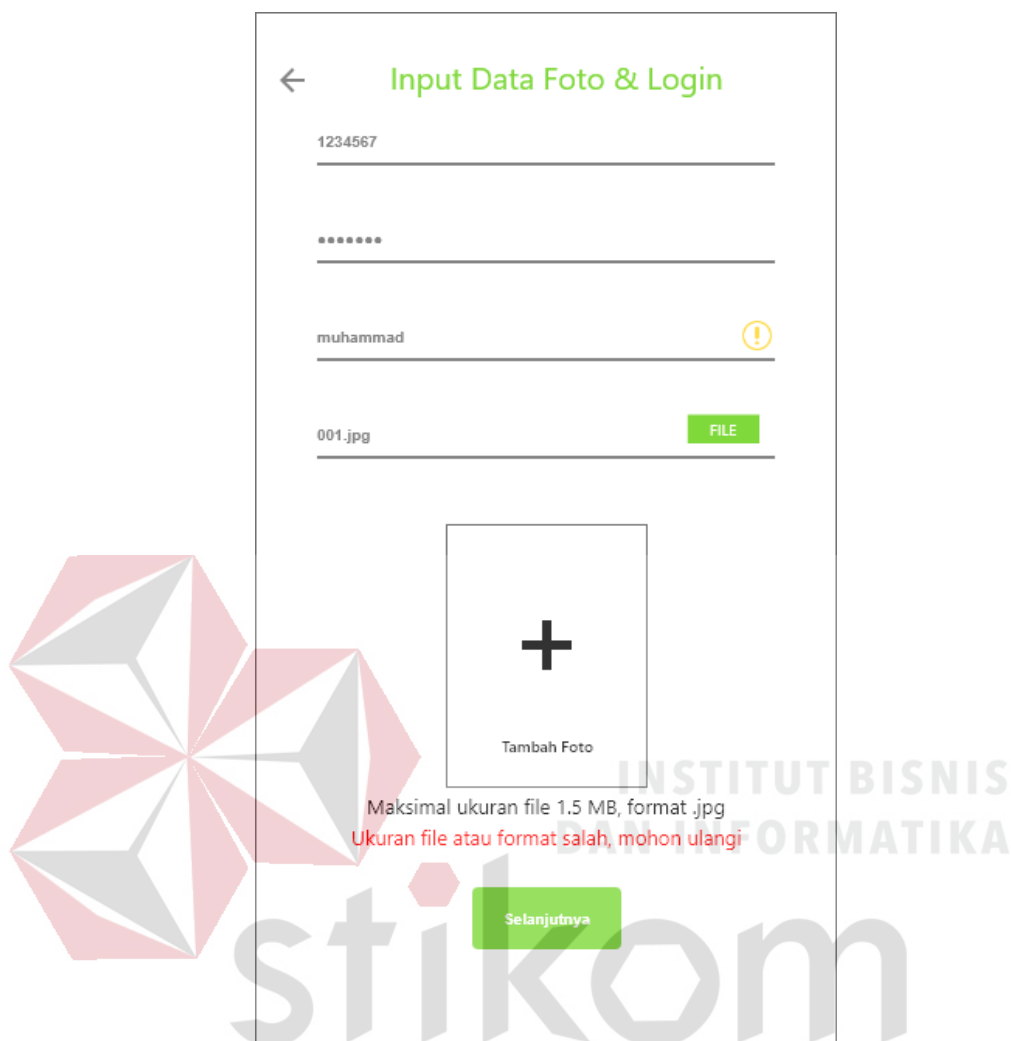 Input Data Foto & Login
1234567
•••••••
muhammad
001.jpg
FILE
Tambah Foto
Maksimal ukuran file 1.5 MB, format .jpg
Ukuran file atau format salah, mohon ulangi
Selanjutnya
INSTITUT BISNIS
DAN INFORMATIKA
stikom